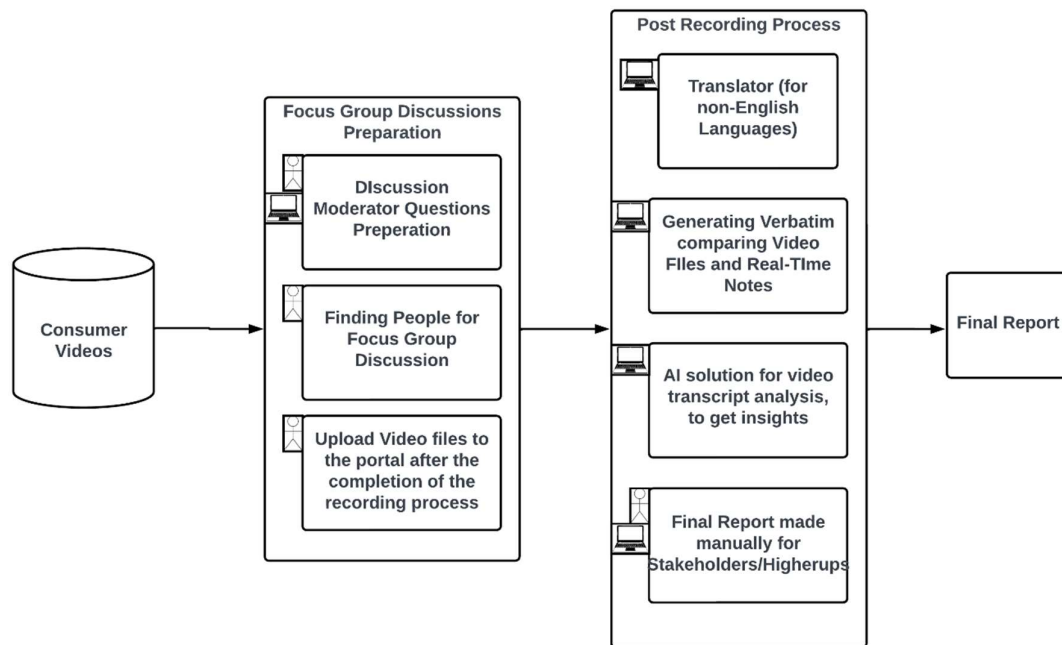 Consumer
Videos
Focus Group Discussions
Preparation
DIscussion
Moderator Questions
Preperation
Finding People for
Focus Group
Discussion
Upload Video files to
the portal after the
completion of the
recording process
Post Recording Process
Translator (for
non-English
Languages)
Generating Verbatim
comparing Video
FIles and Real-TIme
Notes
AI solution for video
transcript analysis,
to get insights
Final Report made
manually for
Stakeholders/Higherups
Final Report